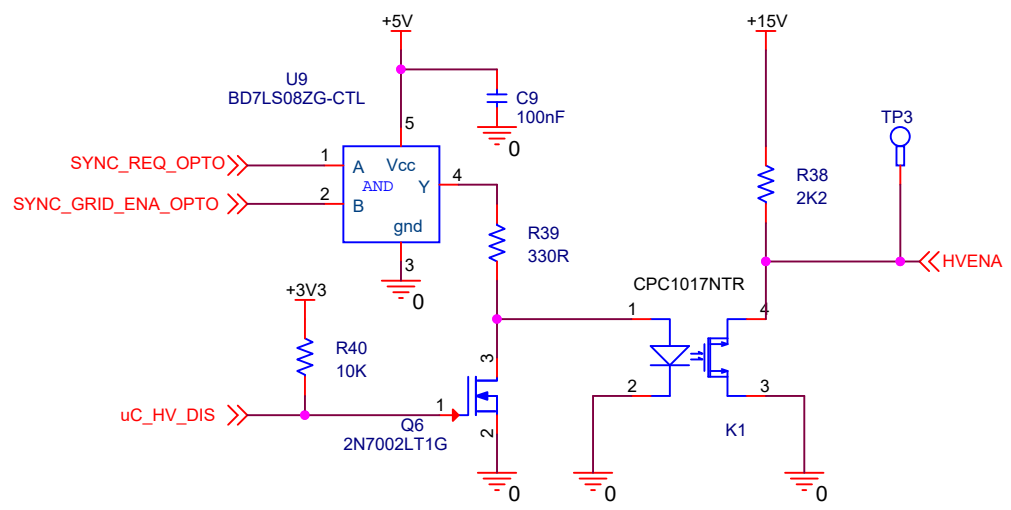 +5V
+15V
U9
BD7LS08ZG-CTL
C9
100nF
0
TP3
5
SYNC_REQ_OPTO
1
A
Vcc
AND
Y
4
SYNC_GRID_ENA_OPTO
2
B
gnd
3
0
R38
2K2
R39
330R
HVENA
+3V3
CPC1017NTR
1
4
R40
10K
3
2
3
uC_HV_DIS
1
Q6
2N7002LT1G
2
K1
0
0
0